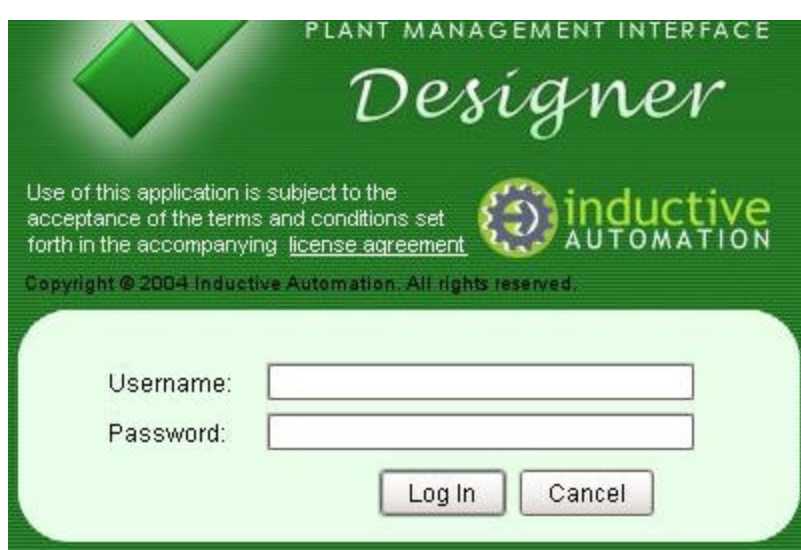 PLANT MANAGEMENT INTERFACE
Designer
Use of this application is subject to the
acceptance of the terms and conditions set
forth in the accompanying license agreement
inductive
AUTOMATION
Copyright © 2004 Inductive Automation. All rights reserved.
Username:
Password:
Log In Cancel